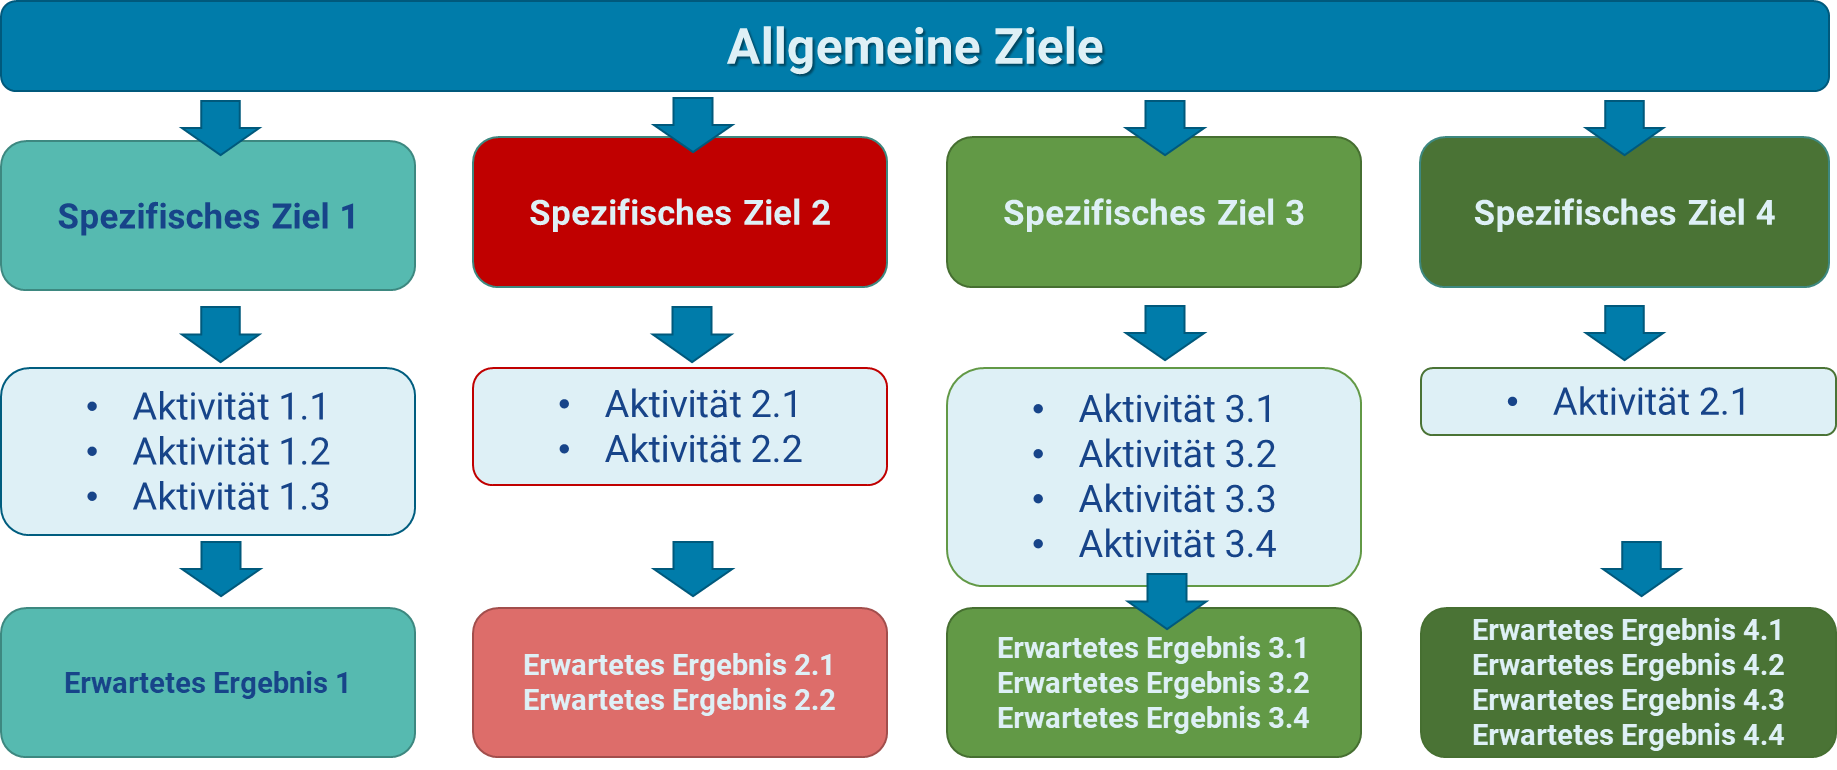 Allgemeine Ziele
Spezifisches Ziel 1
Spezifisches Ziel 2
Spezifisches Ziel 3
Spezifisches Ziel 4
• Aktivität 1.1
• Aktivität 1.2
• Aktivität 1.3
• Aktivität 2.1
• Aktivität 2.2
• Aktivität 3.1
• Aktivität 3.2
• Aktivität 3.3
• Aktivität 3.4
• Aktivität 2.1
Erwartetes Ergebnis 1
Erwartetes Ergebnis 2.1
Erwartetes Ergebnis 2.2
Erwartetes Ergebnis 3.1
Erwartetes Ergebnis 3.2
Erwartetes Ergebnis 3.4
Erwartetes Ergebnis 4.1
Erwartetes Ergebnis 4.2
Erwartetes Ergebnis 4.3
Erwartetes Ergebnis 4.4